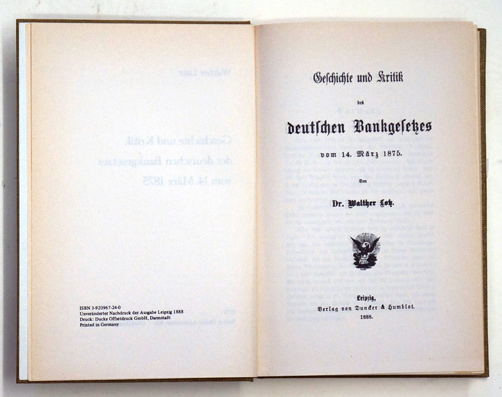 ISBN 3-920967-24-0
Unveränderter Nachdruck der Ausgabe Leipzig 1888
Druck: Ducke Offsetdruck GmbH, Darmstadt
Printed in Germany
Geschichte und Kritik
des
deutschen Bankgesetzes
vom 14. März 1875.
Von
Dr. Walther Lotz.
Leipzig,
Verlag von Duncker & Humblot.
1888.